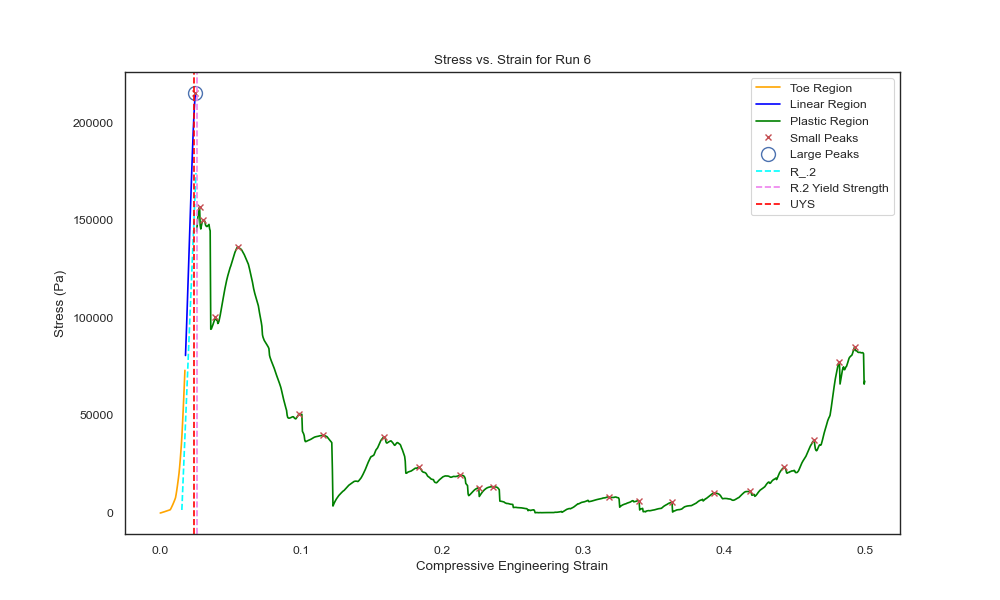 Stress vs. Strain for Run 6
Toe Region
Linear Region
Plastic Region
Small Peaks
Large Peaks
R_.2
R.2 Yield Strength
UYS
200000
150000
100000
50000
0
Stress (Pa)
0.0 0.1 0.2 0.3 0.4 0.5
Compressive Engineering Strain